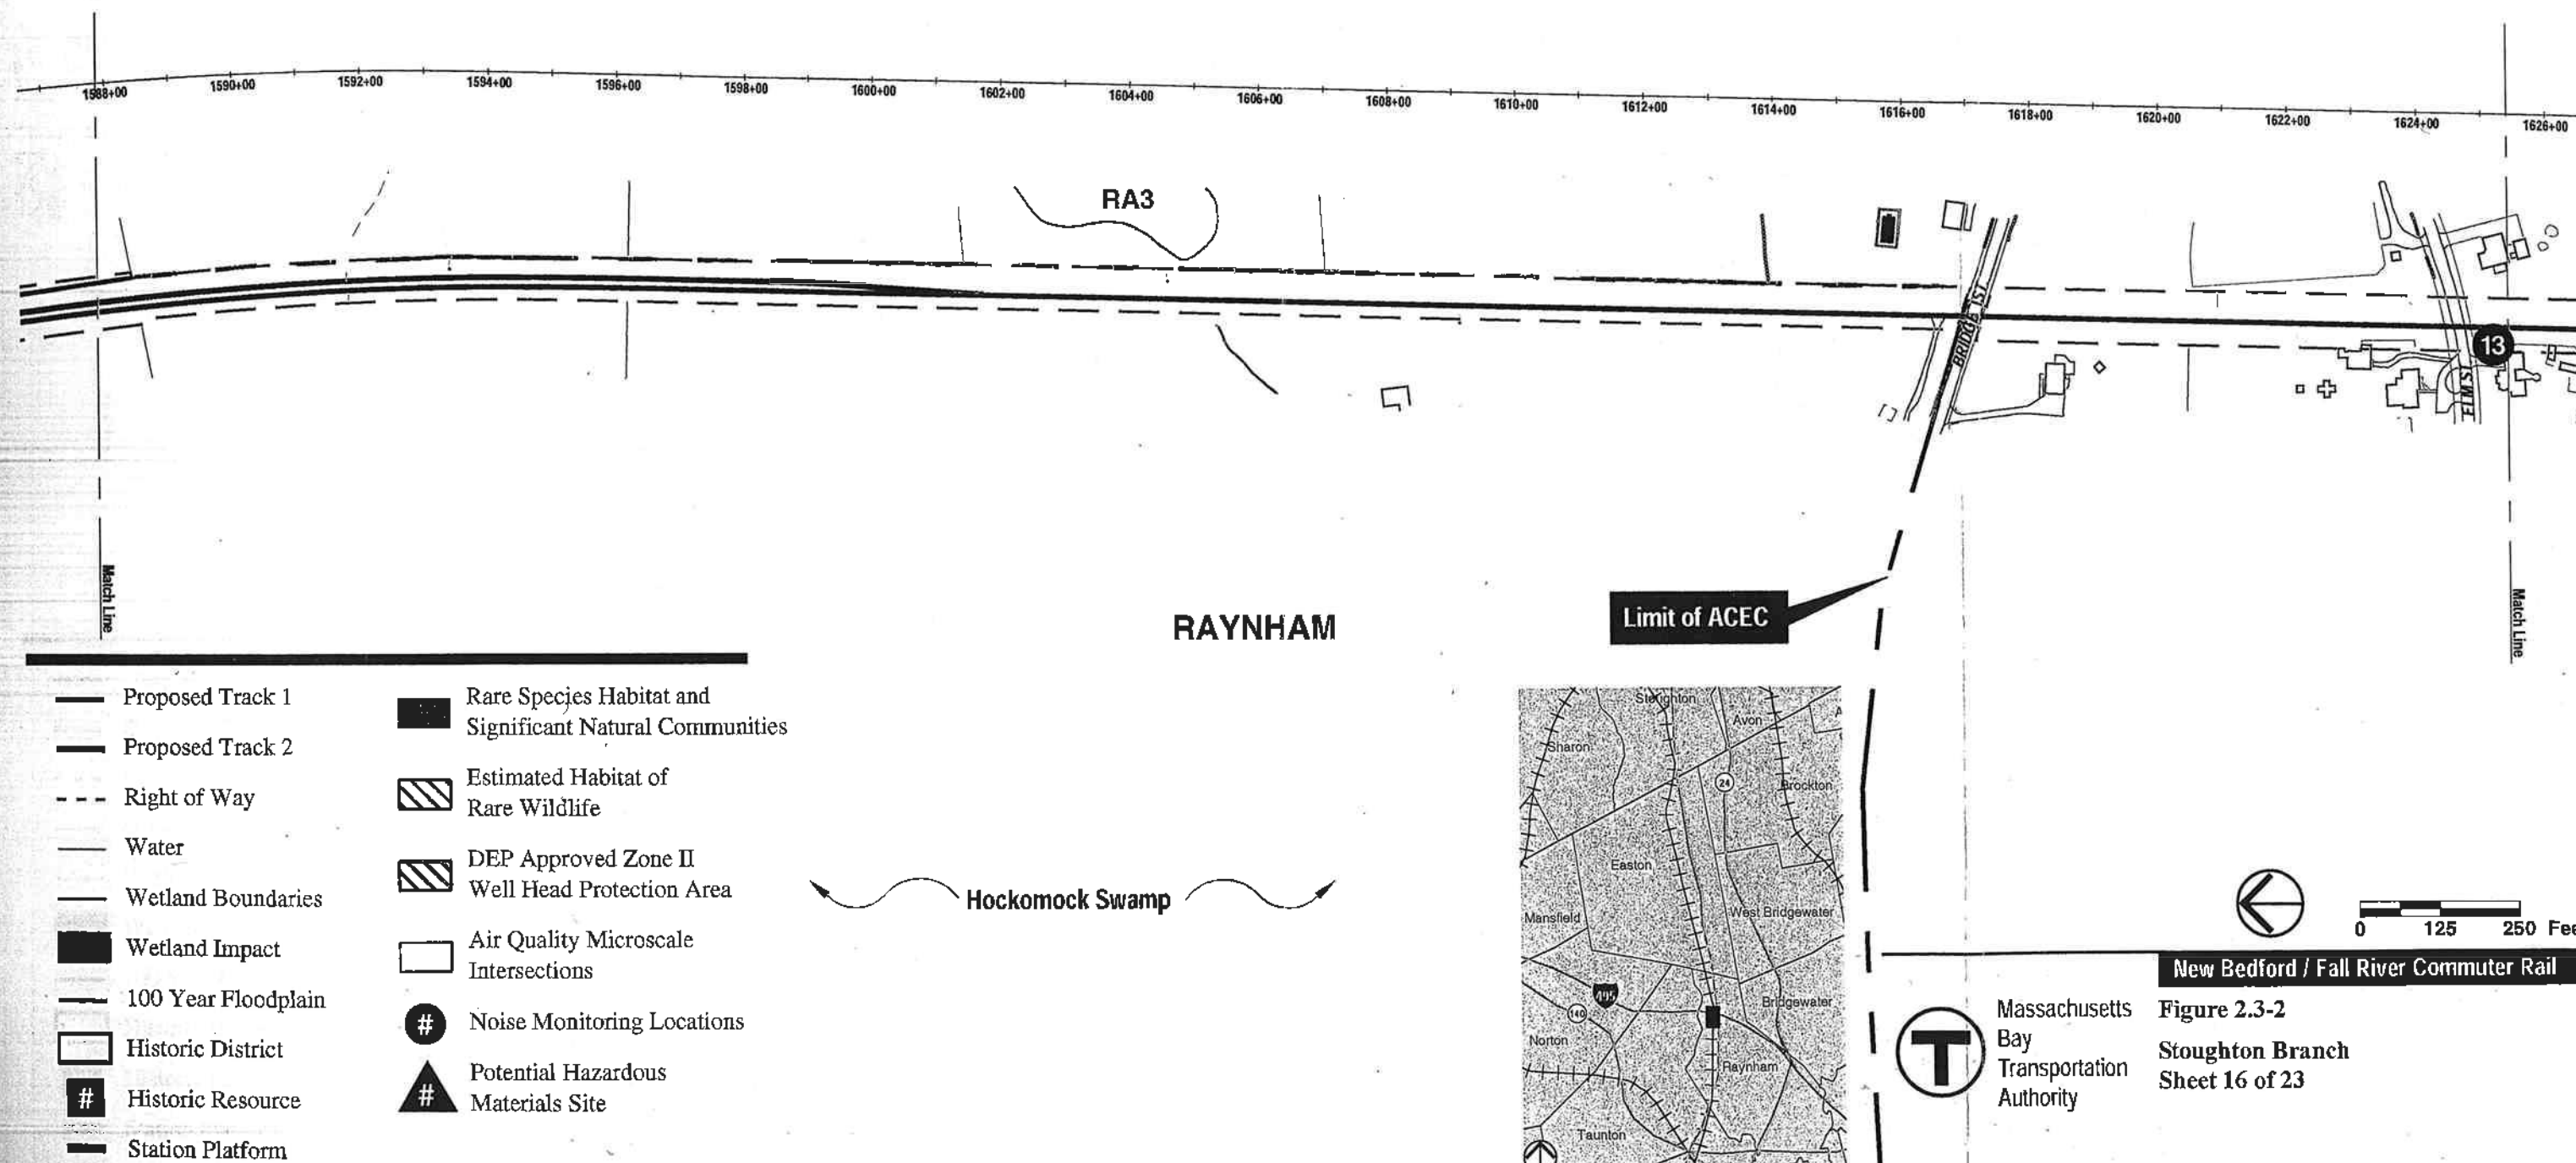 1588+00
1590+00
1592+00
1594+00
1596+00
1598+00
1600+00
1602+00
1604+00
1606+00
1608+00
1610+00
1612+00
1614+00
1616+00
1618+00
1620+00
1622+00
1624+00
1626+00
RA3
BRIDGE ST
ELM ST
13
Match Line
Match Line
RAYNHAM
Limit of ACEC
Proposed Track 1
Proposed Track 2
Right of Way
Water
Wetland Boundaries
Wetland Impact
100 Year Floodplain
Historic District
# Historic Resource
Station Platform
Rare Species Habitat and
Significant Natural Communities
Estimated Habitat of
Rare Wildlife
DEP Approved Zone II
Well Head Protection Area
Air Quality Microscale
Intersections
# Noise Monitoring Locations
# Potential Hazardous
Materials Site
Hockomock Swamp
Stoughton
Avon
A
Sharon
24
Brockton
Easton
Mansfield
West Bridgewater
495
140
Bridgewater
Norton
Raynham
Taunton
0 125 250 Fee
New Bedford / Fall River Commuter Rail
T
Massachusetts
Bay
Transportation
Authority
Figure 2.3-2
Stoughton Branch
Sheet 16 of 23